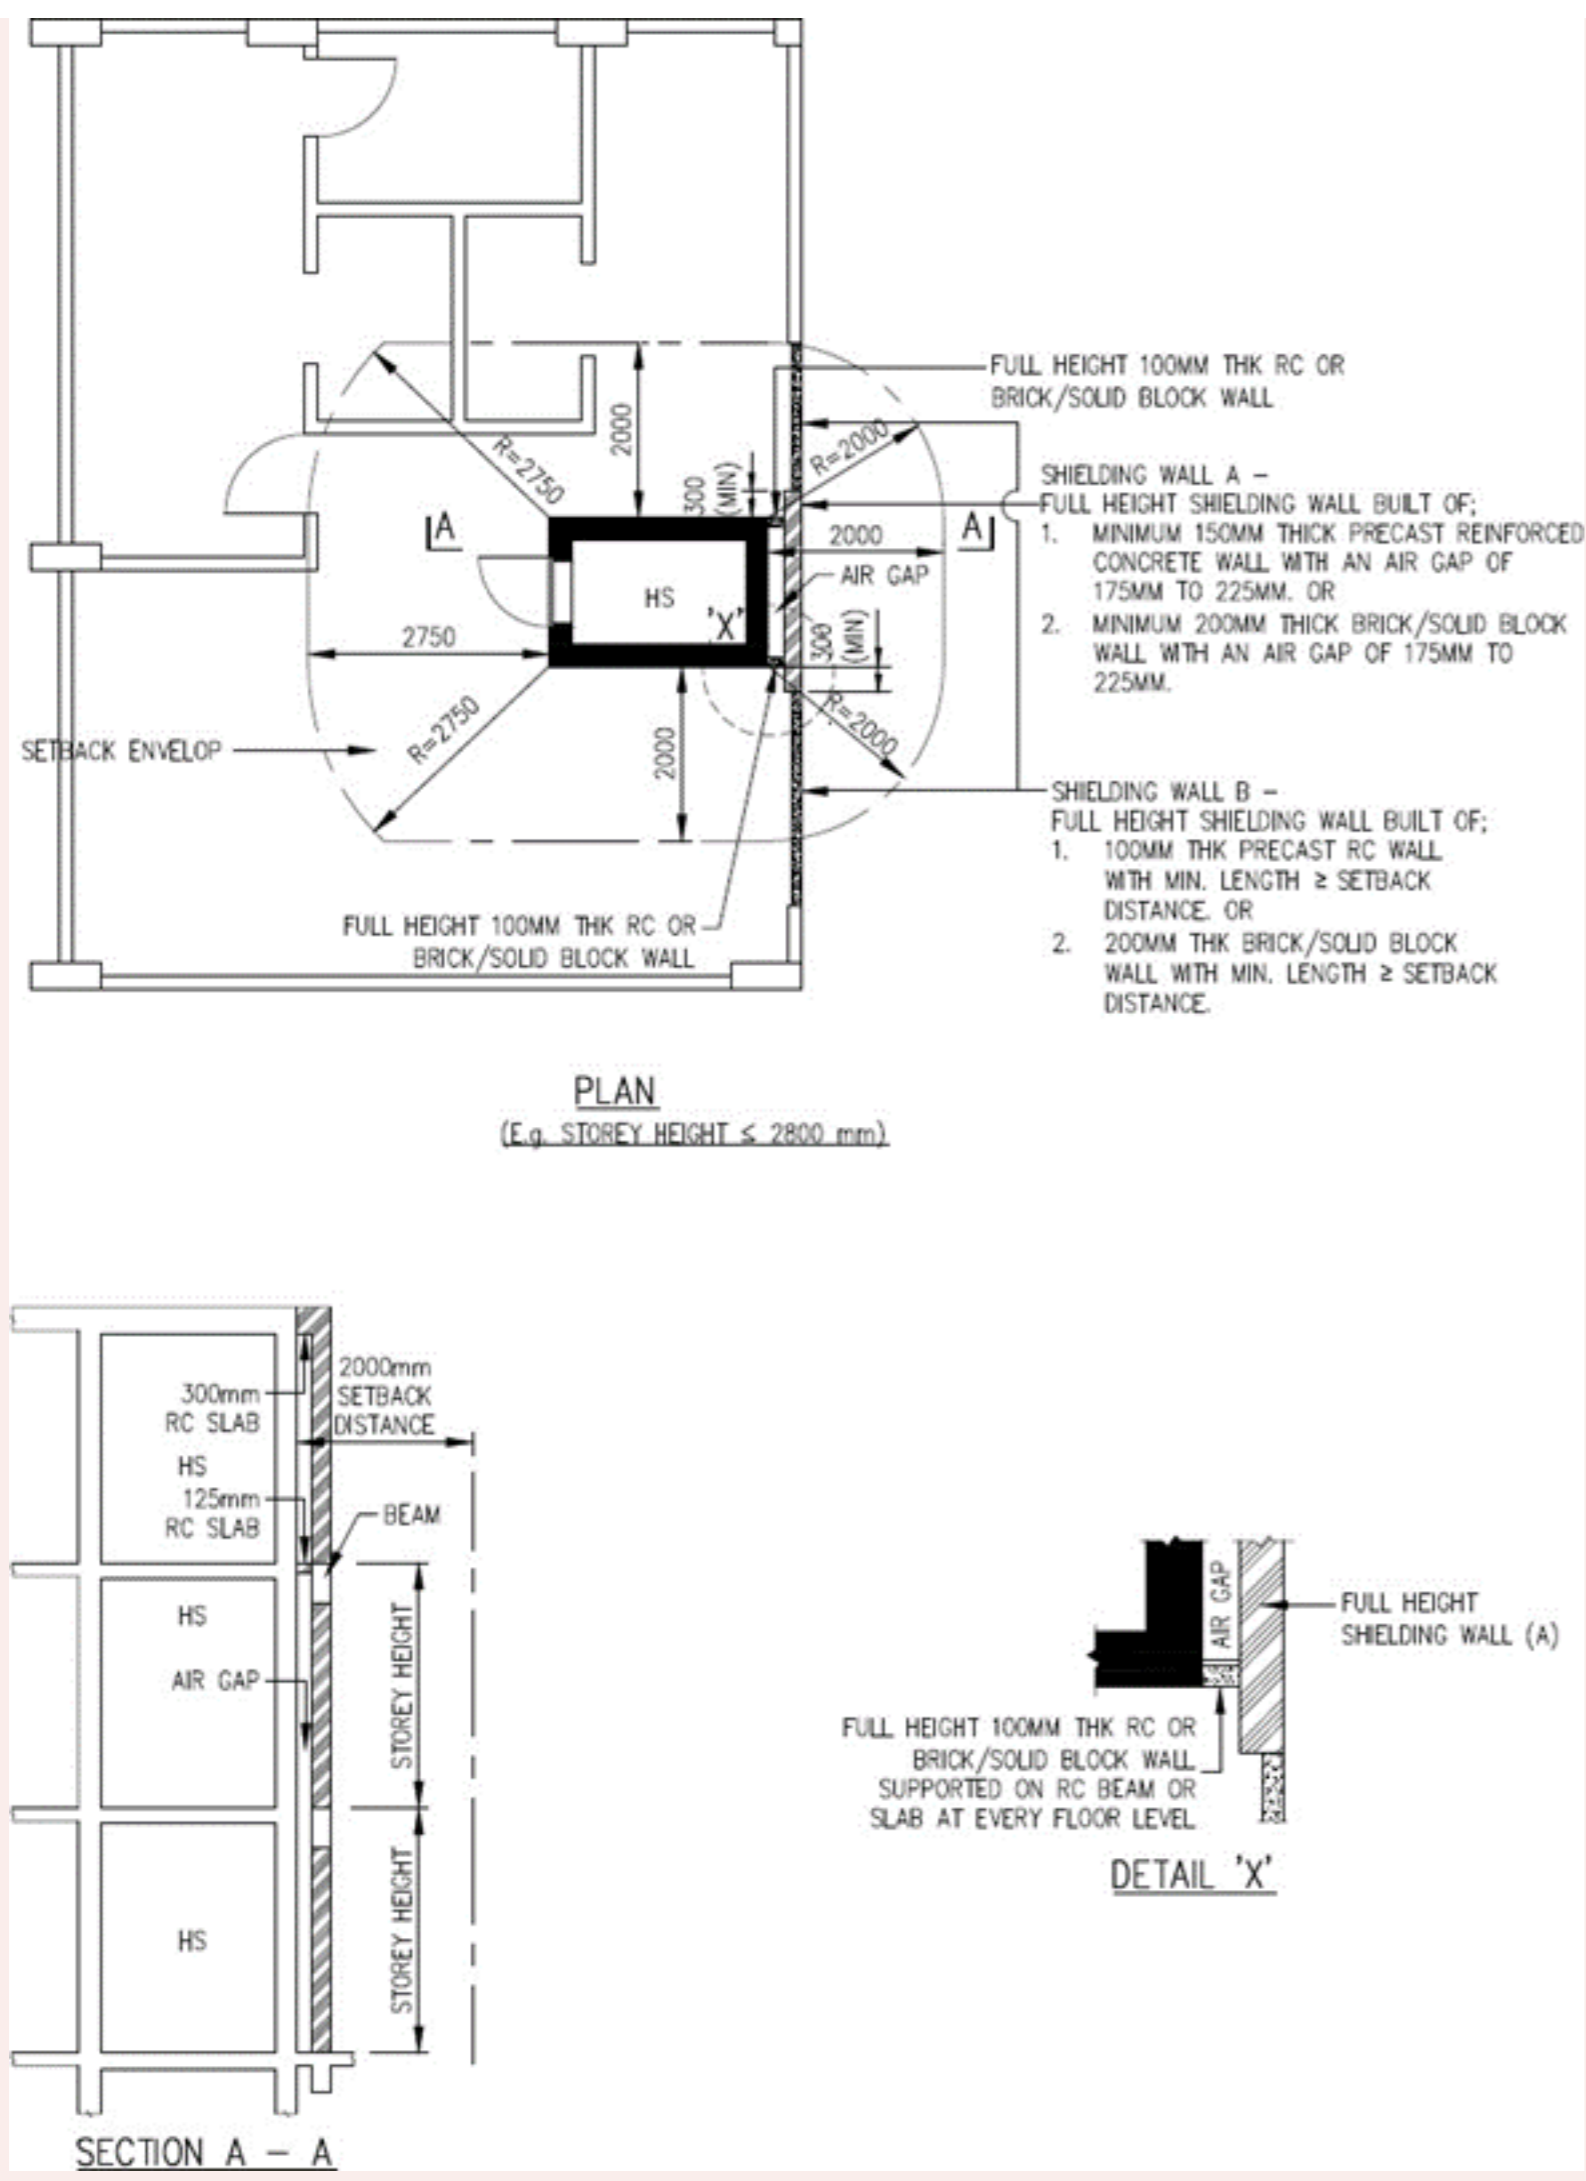 FULL HEIGHT 100MM THK RC OR
BRICK/SOLID BLOCK WALL
SHIELDING WALL A –
FULL HEIGHT SHIELDING WALL BUILT OF;
1. MINIMUM 150MM THICK PRECAST REINFORCED
CONCRETE WALL WITH AN AIR GAP OF
175MM TO 225MM. OR
2. MINIMUM 200MM THICK BRICK/SOLID BLOCK
WALL WITH AN AIR GAP OF 175MM TO
225MM.
SHIELDING WALL B –
FULL HEIGHT SHIELDING WALL BUILT OF;
1. 100MM THK PRECAST RC WALL
WITH MIN. LENGTH ≥ SETBACK
DISTANCE. OR
2. 200MM THK BRICK/SOLID BLOCK
WALL WITH MIN. LENGTH ≥ SETBACK
DISTANCE.
2000
R=2750
300
(MIN)
R=2000
A
A
2000
AIR GAP
HS
'X'
2750
300
(MIN)
R=2750
2000
R=2000
SETBACK ENVELOP
FULL HEIGHT 100MM THK RC OR
BRICK/SOLID BLOCK WALL
PLAN
(E.g. STOREY HEIGHT ≤ 2800 mm)
2000mm
SETBACK
DISTANCE
300mm
RC SLAB
HS
125mm
RC SLAB
BEAM
HS
STOREY HEIGHT
AIR GAP
STOREY HEIGHT
HS
SECTION A – A
AIR GAP
FULL HEIGHT
SHIELDING WALL (A)
FULL HEIGHT 100MM THK RC OR
BRICK/SOLID BLOCK WALL
SUPPORTED ON RC BEAM OR
SLAB AT EVERY FLOOR LEVEL
DETAIL 'X'